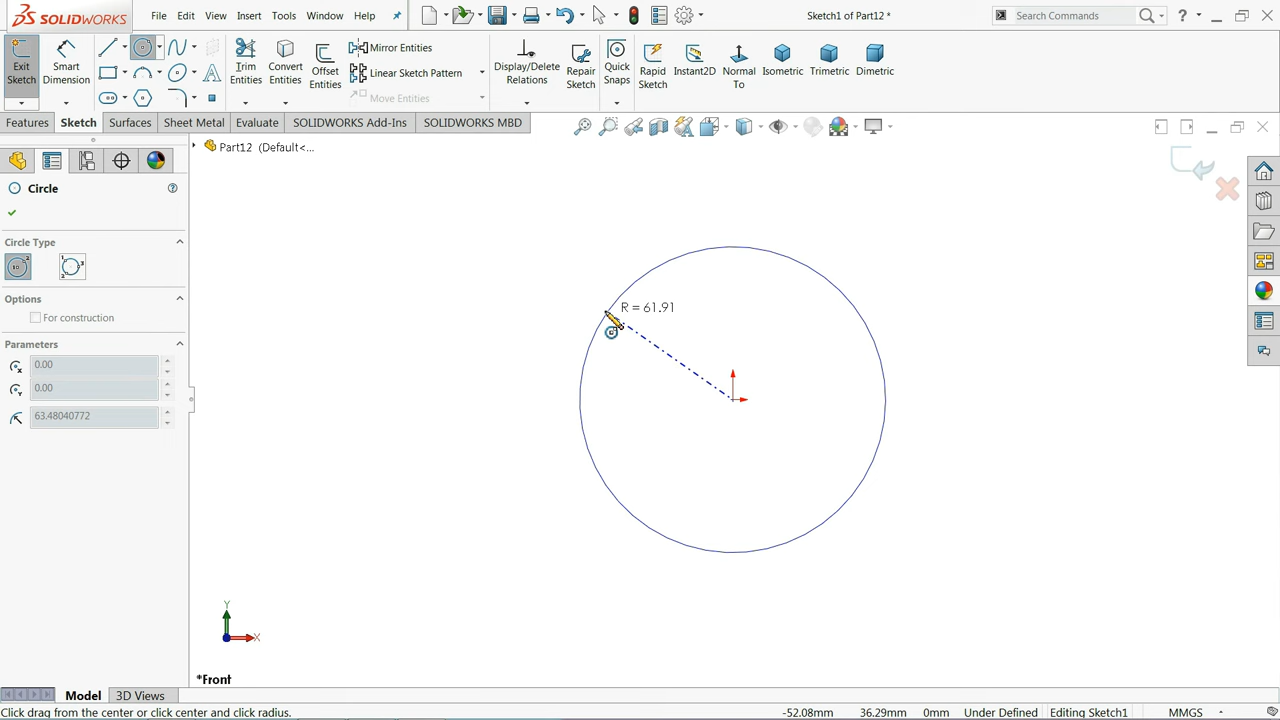 SOLIDWORKS File Edit View Insert Tools Window Help Sketch1 of Part12 * Search Commands ?
Exit Sketch
Smart Dimension
Trim Entities
Convert Entities
Offset Entities
Mirror Entities
Linear Sketch Pattern
Move Entities
Display/Delete Relations
Repair Sketch
Quick Snaps
Rapid Sketch
Instant2D
Normal To
Isometric
Trimetric
Dimetric
Features Sketch Surfaces Sheet Metal Evaluate SOLIDWORKS Add-Ins SOLIDWORKS MBD
Part12 (Default<...
Circle
Circle Type
Options
For construction
Parameters
0.00
0.00
63.48040772
R = 61.91
Y
X
*Front
Model 3D Views
Click drag from the center or click center and click radius. -52.08mm 36.29mm 0mm Under Defined Editing Sketch1 MMGS